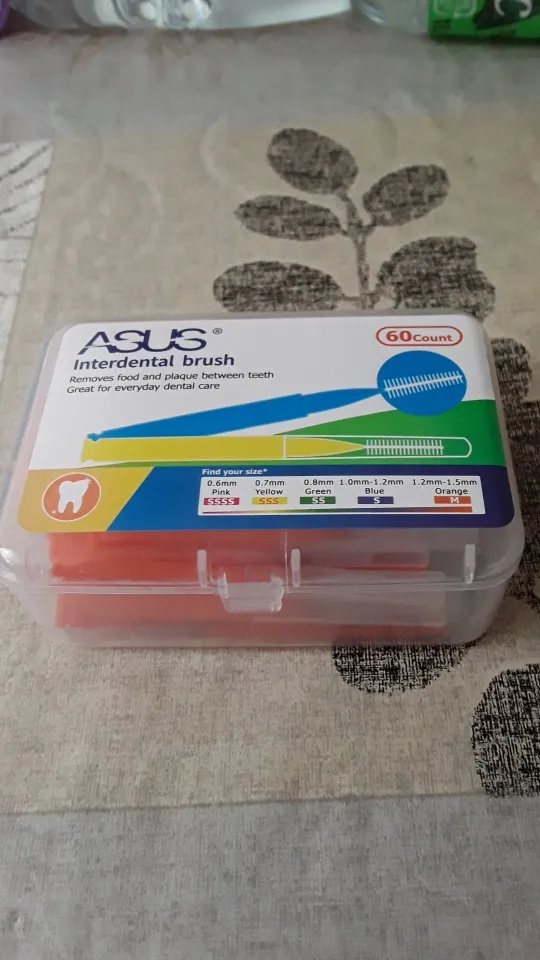 ASUS®
60Count
Interdental brush
Removes food and plaque between teeth
Great for everyday dental care
Find your size*
0.6mm 0.7mm 0.8mm 1.0mm-1.2mm 1.2mm-1.5mm
Pink Yellow Green Blue Orange
SSSS SSS SS S M